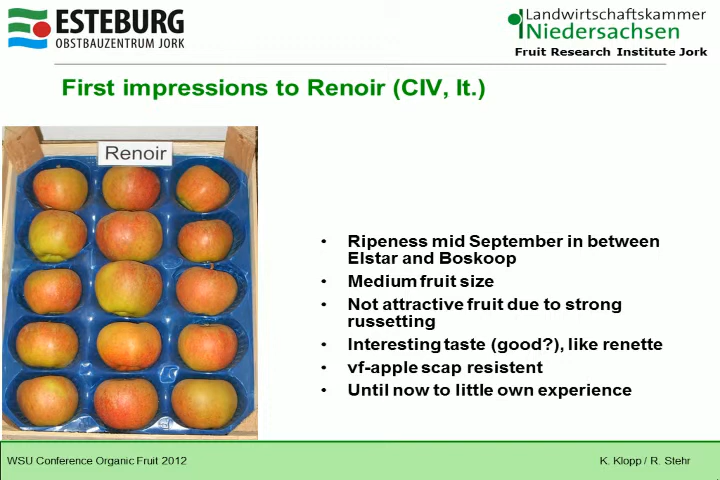 ESTEBURG
OBSTBAUZENTRUM JORK
Landwirtschaftskammer
Niedersachsen
Fruit Research Institute Jork
First impressions to Renoir (CIV, It.)
Renoir
• Ripeness mid September in between
Elstar and Boskoop
• Medium fruit size
• Not attractive fruit due to strong
russetting
• Interesting taste (good?), like renette
• vf-apple scap resistent
• Until now to little own experience
WSU Conference Organic Fruit 2012
K. Klopp / R. Stehr